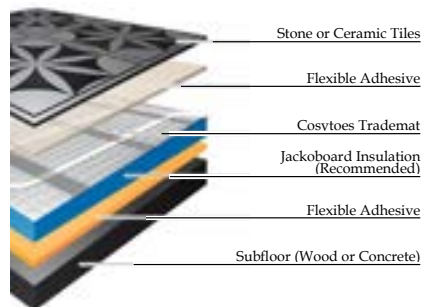 Stone or Ceramic Tiles
Flexible Adhesive
Cosytoes Trademat
Jackoboard Insulation
(Recommended)
Flexible Adhesive
Subfloor (Wood or Concrete)